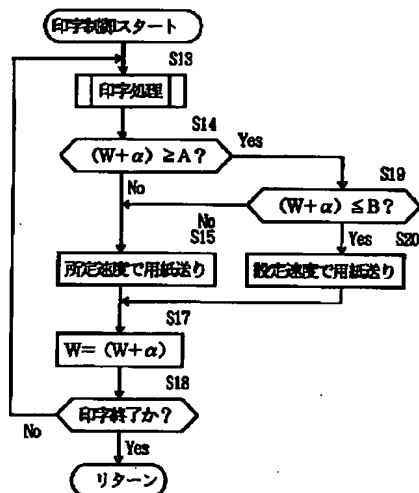 印字制御スタート
S13
印字処理
S14
(W+α)≥A?
Yes
No
S19
(W+α)≤B?
No
Yes
S15
S20
所定速度で用紙送り
設定速度で用紙送り
S17
W=(W+α)
S18
印字終了か?
No
Yes
リターン